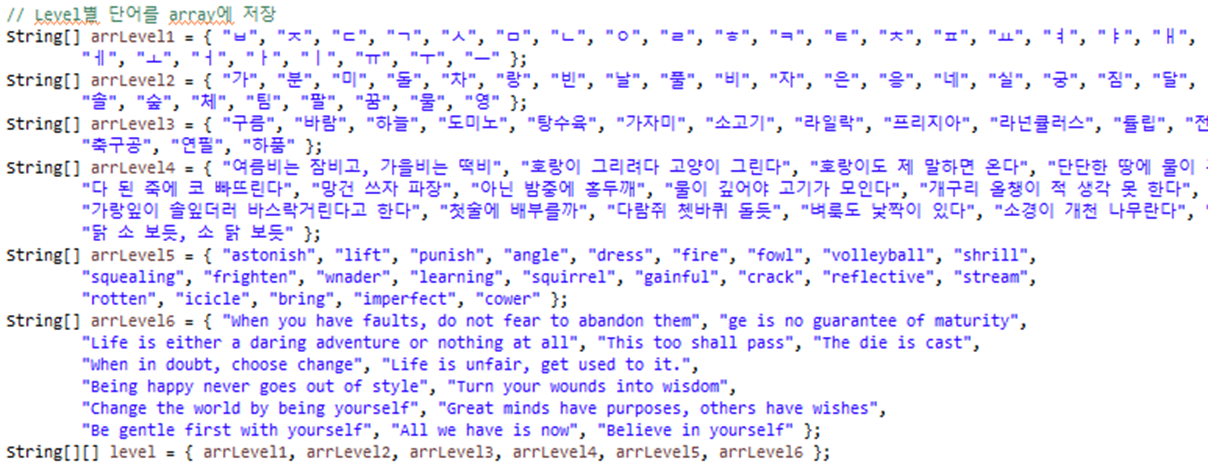 // Level별 단어를 array에 저장
String[] arrLevel1 = { "ㅂ", "ㅈ", "ㄷ", "ㄱ", "ㅅ", "ㅁ", "ㄴ", "ㅇ", "ㄹ", "ㅎ", "ㅋ", "ㅌ", "ㅊ", "ㅍ", "ㅛ", "ㅕ", "ㅑ", "ㅐ",
"ㅔ", "ㅗ", "ㅓ", "ㅏ", "ㅣ", "ㅠ", "ㅜ", "ㅡ" };
String[] arrLevel2 = { "가", "분", "미", "돌", "차", "랑", "빈", "날", "풀", "비", "자", "은", "응", "네", "실", "궁", "짐", "달",
"솔", "숲", "체", "팀", "팔", "꿈", "물", "영" };
String[] arrLevel3 = { "구름", "바람", "하늘", "도미노", "탕수육", "가자미", "소고기", "라일락", "프리지아", "라넌큘러스", "튤립", "전
"축구공", "연필", "하품" };
String[] arrLevel4 = { "여름비는 잠비고, 가을비는 떡비", "호랑이 그리려다 고양이 그린다", "호랑이도 제 말하면 온다", "단단한 땅에 물이
"다 된 죽에 코 빠뜨린다", "망건 쓰자 파장", "아닌 밤중에 홍두깨", "물이 깊어야 고기가 모인다", "개구리 올챙이 적 생각 못 한다",
"가랑잎이 솔잎더러 바스락거린다고 한다", "첫술에 배부를까", "다람쥐 쳇바퀴 돌듯", "벼룩도 낯짝이 있다", "소경이 개천 나무란다", "
"닭 소 보듯, 소 닭 보듯" };
String[] arrLevel5 = { "astonish", "lift", "punish", "angle", "dress", "fire", "fowl", "volleyball", "shrill",
"squealing", "frighten", "wnader", "learning", "squirrel", "gainful", "crack", "reflective", "stream",
"rotten", "icicle", "bring", "imperfect", "cower" };
String[] arrLevel6 = { "When you have faults, do not fear to abandon them", "ge is no guarantee of maturity",
"Life is either a daring adventure or nothing at all", "This too shall pass", "The die is cast",
"When in doubt, choose change", "Life is unfair, get used to it.",
"Being happy never goes out of style", "Turn your wounds into wisdom",
"Change the world by being yourself", "Great minds have purposes, others have wishes",
"Be gentle first with yourself", "All we have is now", "Believe in yourself" };
String[][] level = { arrLevel1, arrLevel2, arrLevel3, arrLevel4, arrLevel5, arrLevel6 };